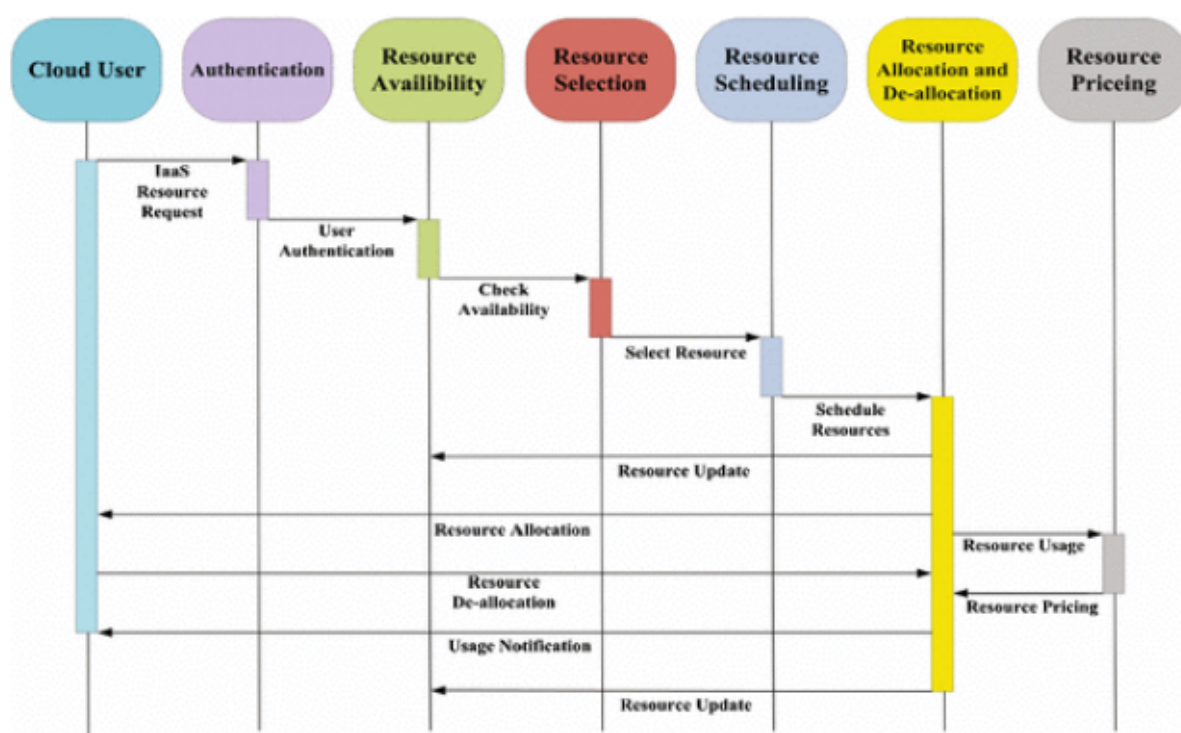 Cloud User
Authentication
Resource
Availibility
Resource
Selection
Resource
Scheduling
Resource
Allocation and
De-allocation
Resource
Priceing
IaaS
Resource
Request
User
Authentication
Check
Availability
Select Resource
Schedule
Resources
Resource Update
Resource Allocation
Resource Usage
Resource
De-allocation
Resource Pricing
Usage Notification
Resource Update